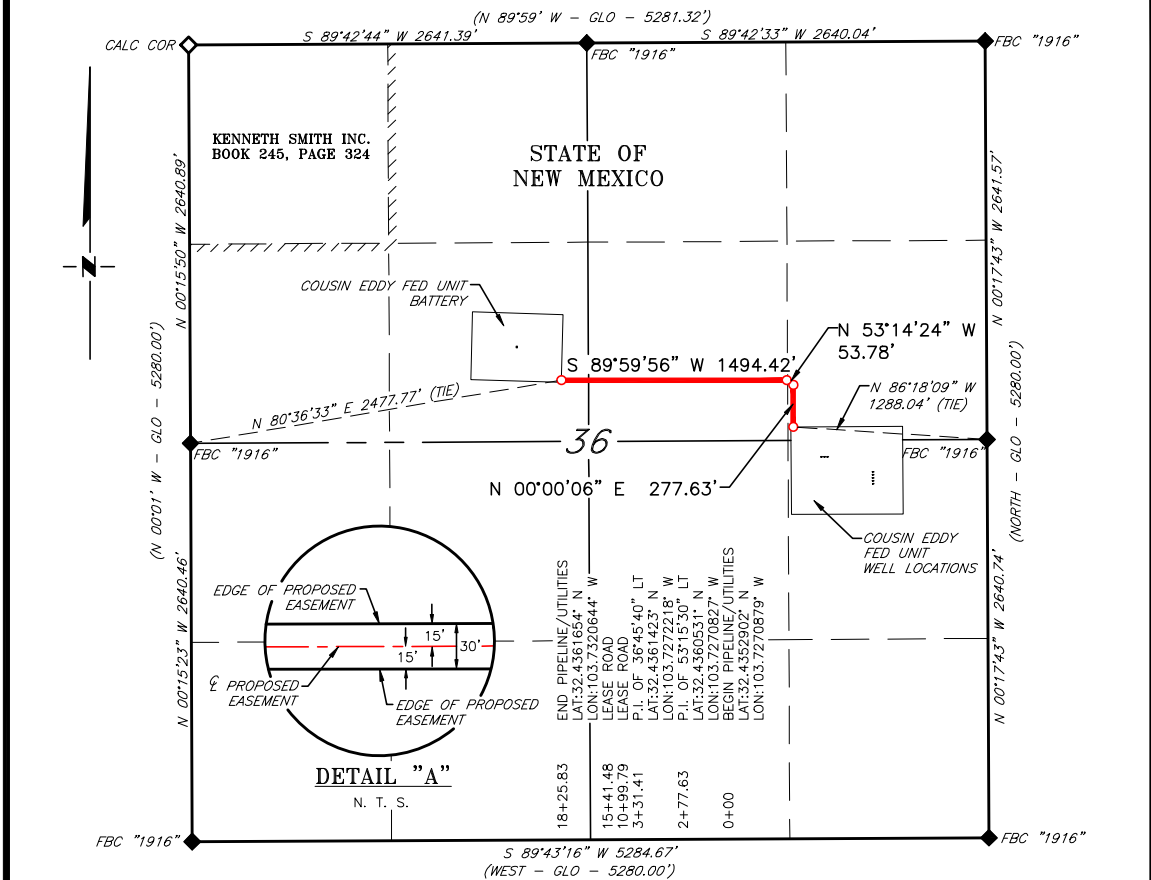 (N 89°59' W - GLO - 5281.32')
S 89°42'44" W 2641.39'
S 89°42'33" W 2640.04'
CALC COR
FBC "1916"
FBC "1916"
KENNETH SMITH INC.
BOOK 245, PAGE 324
STATE OF
NEW MEXICO
N 00°15'50" W 2640.89'
N 00°17'43" W 2641.57'
N
COUSIN EDDY FED UNIT
BATTERY
N 53°14'24" W
53.78'
S 89°59'56" W 1494.42'
N 86°18'09" W
1288.04' (TIE)
N 80°36'33" E 2477.77' (TIE)
(N 00°01' W - GLO - 5280.00')
(NORTH - GLO - 5280.00')
FBC "1916"
36
FBC "1916"
N 00°00'06" E 277.63'
COUSIN EDDY
FED UNIT
WELL LOCATIONS
N 00°15'23" W 2640.46'
N 00°17'43" W 2640.74'
EDGE OF PROPOSED
EASEMENT
15'
30'
15'
℄ PROPOSED
EASEMENT
EDGE OF PROPOSED
EASEMENT
DETAIL "A"
N. T. S.
18+25.83 END PIPELINE/UTILITIES
LAT:32.4361654° N
LON:103.7320644° W
15+41.48 LEASE ROAD
10+99.79 LEASE ROAD
3+31.41 P.I. OF 36°45'40" LT
LAT:32.4361423° N
LON:103.7272218° W
2+77.63 P.I. OF 53°15'30" LT
LAT:32.4360531° N
LON:103.7270827° W
0+00 BEGIN PIPELINE/UTILITIES
LAT:32.4352902° N
LON:103.7270879° W
FBC "1916"
FBC "1916"
S 89°43'16" W 5284.67'
(WEST - GLO - 5280.00')